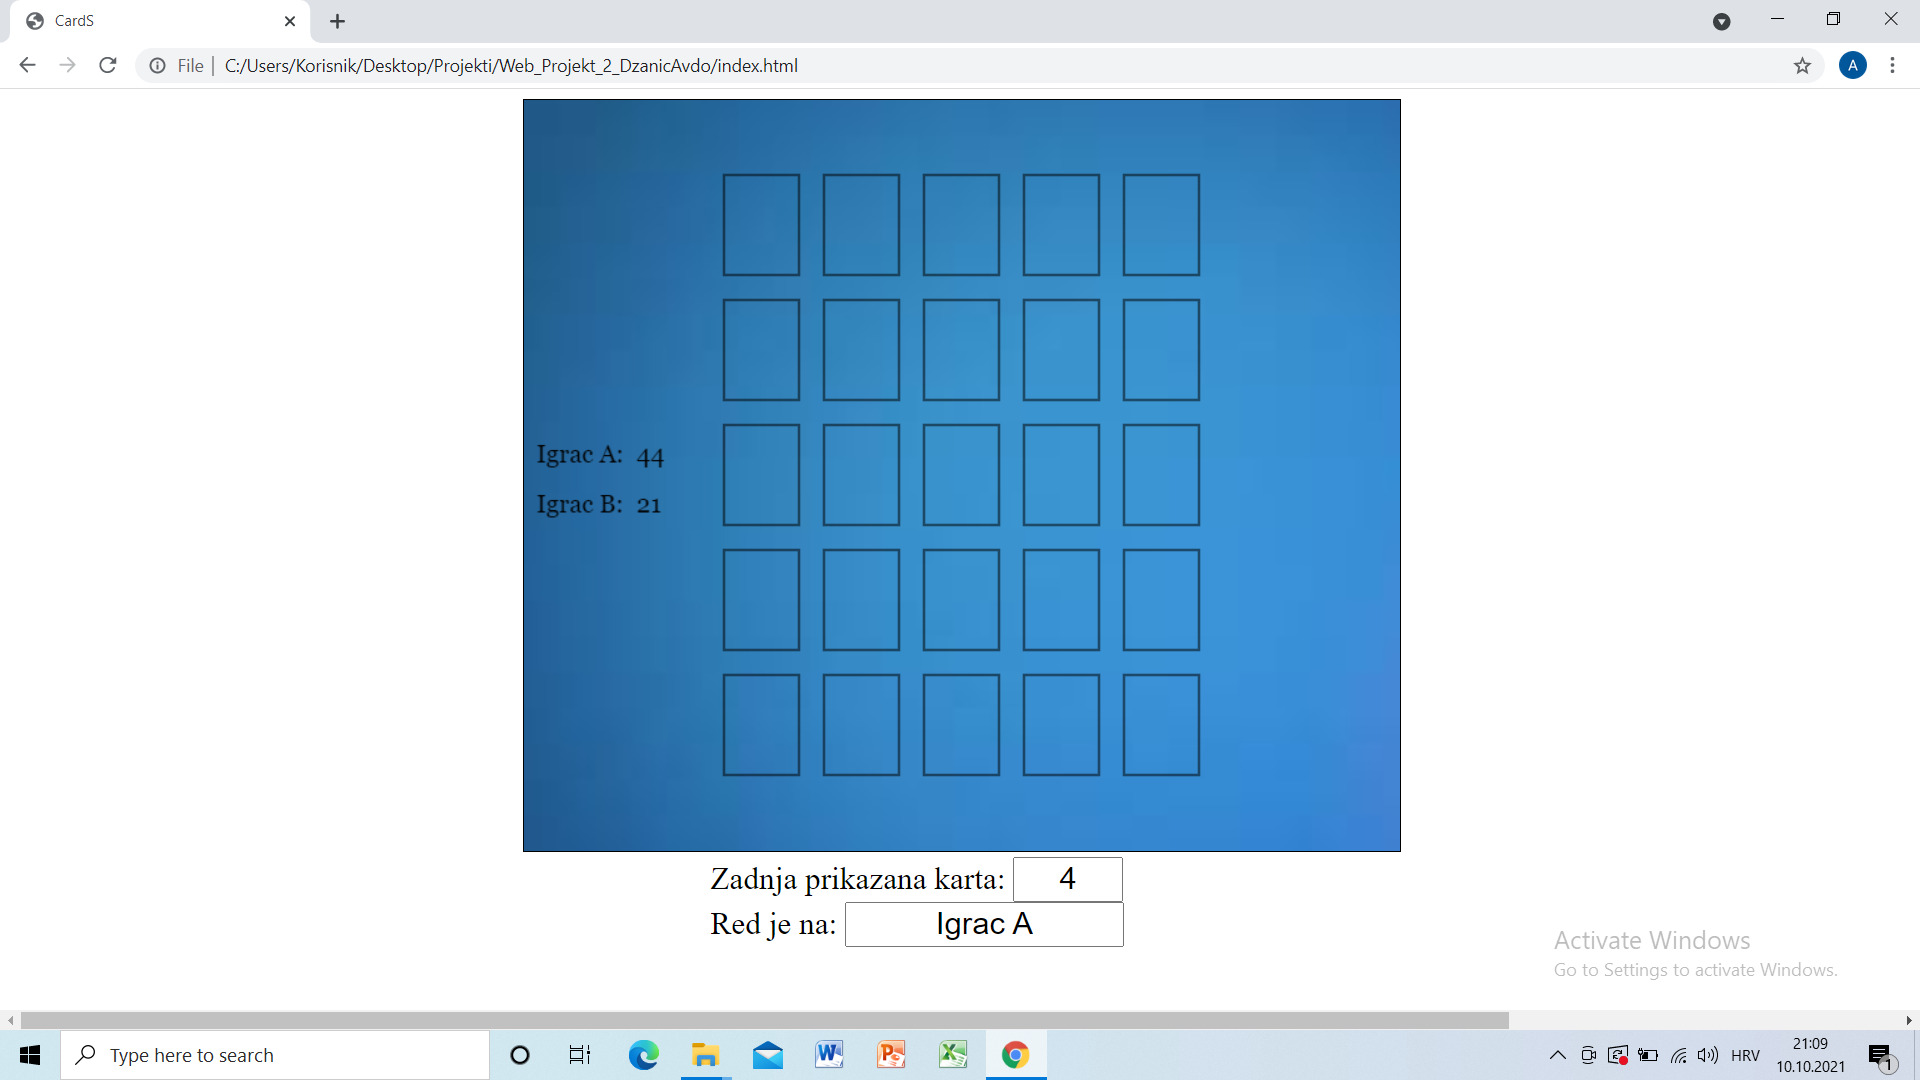 CardS
File
C:/Users/Korisnik/Desktop/Projekti/Web_Projekt_2_DzanicAvdo/index.html
A
Igrac A: 44
Igrac B: 21
Zadnja prikazana karta: 4
Red je na: Igrac A
Activate Windows
Go to Settings to activate Windows.
Type here to search
HRV
21:09
10.10.2021
1